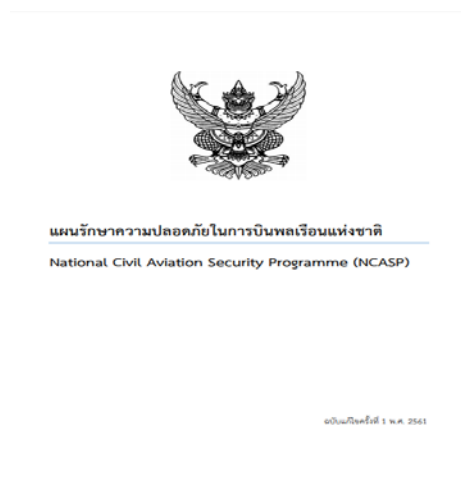 แผนรักษาความปลอดภัยในการบินพลเรือนแห่งชาติ
National Civil Aviation Security Programme (NCASP)
ฉบับแก้ไขครั้งที่ 1 พ.ศ. 2561